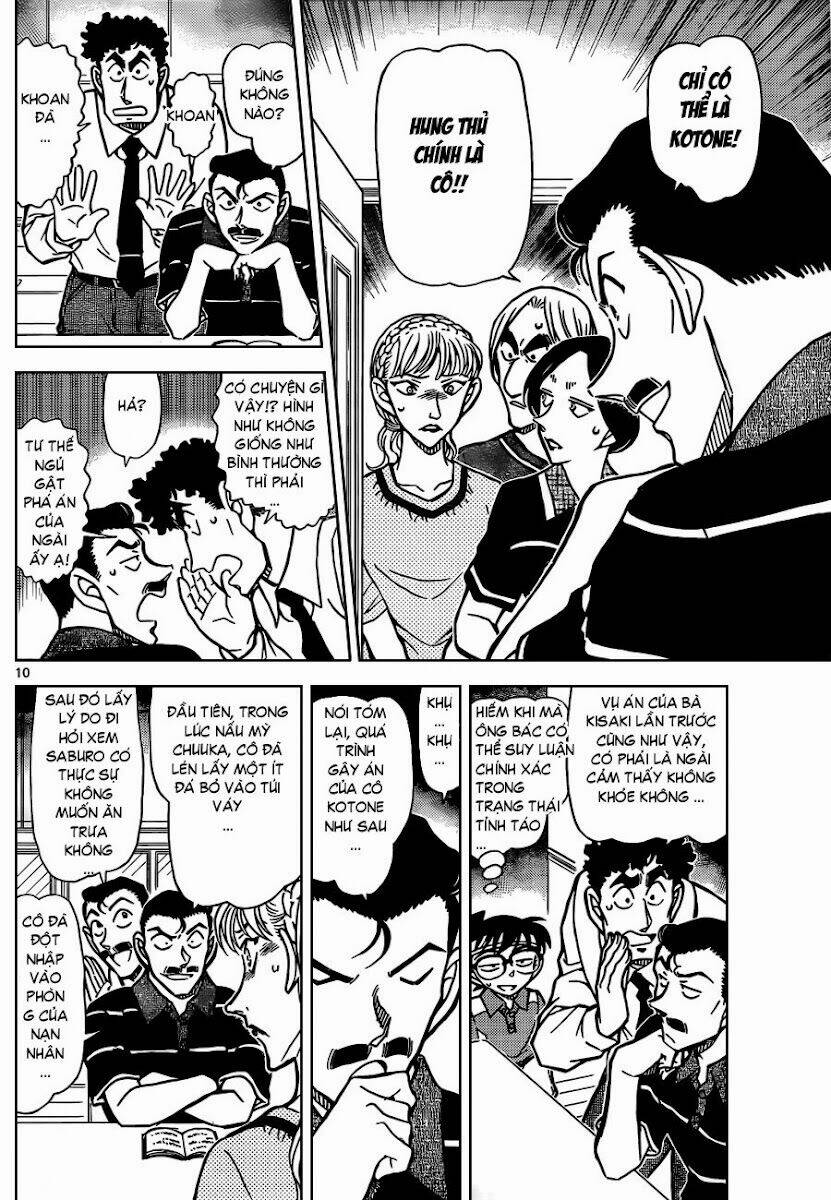 CHỈ CÓ
THỂ LÀ
KOTONE!
HUNG THỦ
CHÍNH LÀ
CÔ!!
ĐÚNG
KHÔNG
NÀO?
KHOAN
KHOAN
ĐÃ
...
CÓ CHUYỆN GÌ
VẬY!? HÌNH
NHƯ KHÔNG
GIỐNG NHƯ
BÌNH THƯỜNG
THÌ PHẢI
...
HẢ?
TƯ THẾ
NGỦ
GẬT
PHÁ ÁN
CỦA
NGÀI
ẤY Ạ!
10
VỤ ÁN CỦA BÀ
KISAKI LẦN TRƯỚC
CŨNG NHƯ VẬY,
CÓ PHẢI LÀ NGÀI
CẢM THẤY KHÔNG
KHỎE KHÔNG ...
HIẾM KHI MÀ
ÔNG BÁC CÓ
THỂ SUY LUẬN
CHÍNH XÁC
TRONG
TRẠNG THÁI
TỈNH TÁO
...
KHỤ
...
KHỤ
...
NÓI TÓM
LẠI, QUÁ
TRÌNH
GÂY ÁN
CỦA CÔ
KOTONE
NHƯ SAU
...
ĐẦU TIÊN, TRONG
LÚC NẤU MỲ
CHUUKA, CÔ ĐÃ
LÉN LẤY MỘT ÍT
ĐÁ BỎ VÀO TÚI
VÁY
...
SAU ĐÓ LẤY
LÝ DO ĐI
HỎI XEM
SABURO CÓ
THỰC SỰ
KHÔNG
MUỐN ĂN
TRƯA
KHÔNG
...
CÔ ĐÃ
ĐỘT
NHẬP
VÀO
PHÒN
G CỦA
NẠN
NHÂN
...